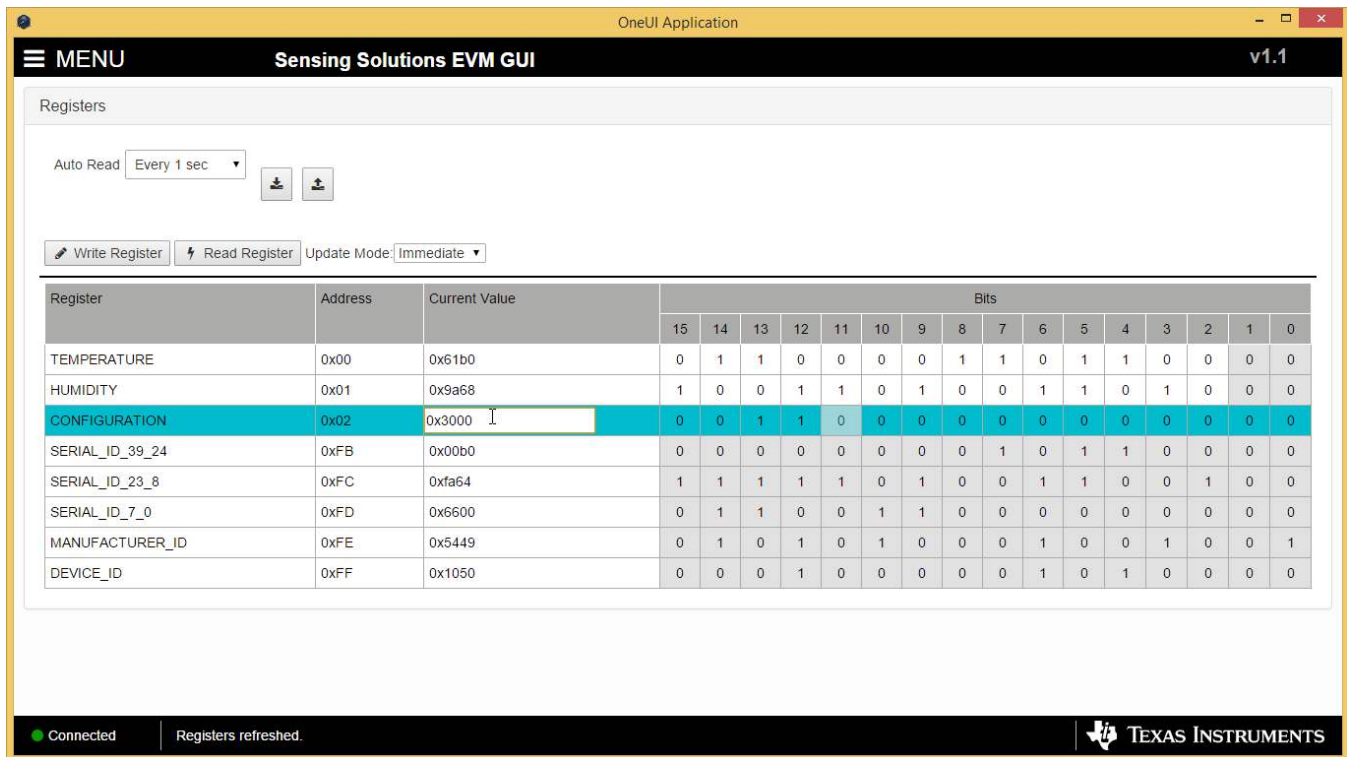 OneUI Application
MENU Sensing Solutions EVM GUI v1.1
Registers
Auto Read Every 1 sec
Write Register Read Register Update Mode: Immediate
Register Address Current Value Bits
15 14 13 12 11 10 9 8 7 6 5 4 3 2 1 0
TEMPERATURE 0x00 0x61b0 0 1 1 0 0 0 0 1 1 0 1 1 0 0 0 0
HUMIDITY 0x01 0x9a68 1 0 0 1 1 0 1 0 0 1 1 0 1 0 0 0
CONFIGURATION 0x02 0x3000 0 0 1 1 0 0 0 0 0 0 0 0 0 0 0 0
SERIAL_ID_39_24 0xFB 0x00b0 0 0 0 0 0 0 0 0 1 0 1 1 0 0 0 0
SERIAL_ID_23_8 0xFC 0xfa64 1 1 1 1 1 0 1 0 0 1 1 0 0 1 0 0
SERIAL_ID_7_0 0xFD 0x6600 0 1 1 0 0 1 1 0 0 0 0 0 0 0 0 0
MANUFACTURER_ID 0xFE 0x5449 0 1 0 1 0 1 0 0 0 1 0 0 1 0 0 1
DEVICE_ID 0xFF 0x1050 0 0 0 1 0 0 0 0 0 1 0 1 0 0 0 0
Connected Registers refreshed. TEXAS INSTRUMENTS